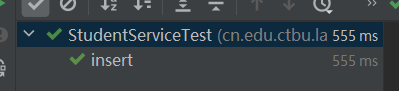 StudentServiceTest (cn.edu.ctbu.la 555 ms
insert 555 ms